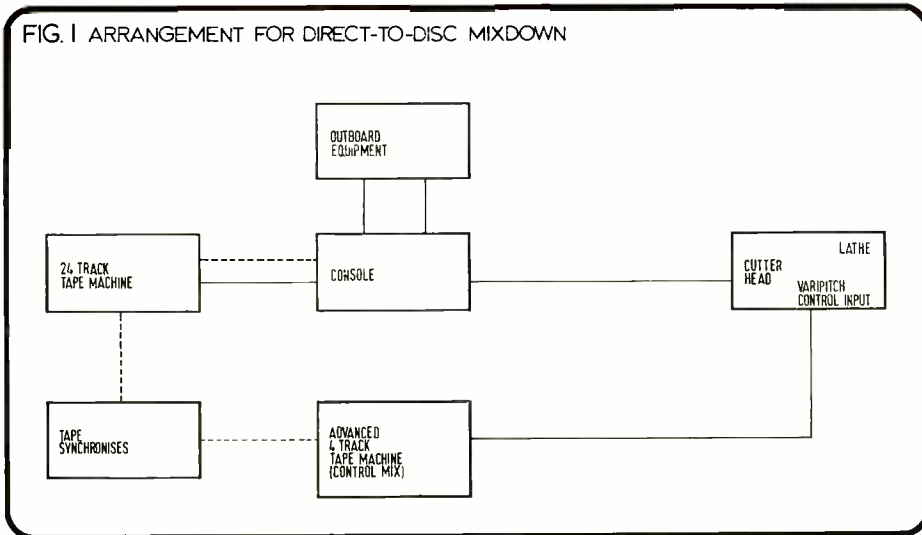 FIG. 1 ARRANGEMENT FOR DIRECT-TO-DISC MIXDOWN
OUTBOARD
EQUIPMENT
24 TRACK
TAPE MACHINE
CONSOLE
LATHE
CUTTER
HEAD
VARIPITCH
CONTROL INPUT
TAPE
SYNCHRONISES
ADVANCED
4 TRACK
TAPE MACHINE
(CONTROL MIX)